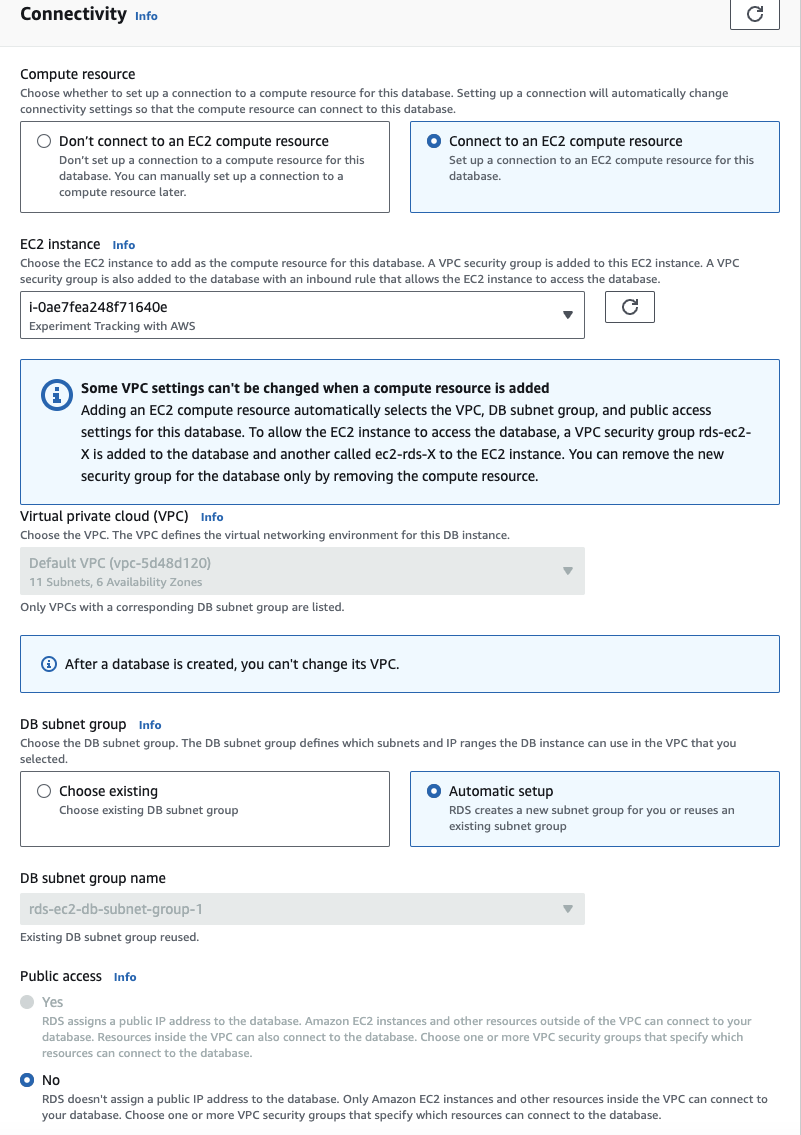 Connectivity Info
Compute resource
Choose whether to set up a connection to a compute resource for this database. Setting up a connection will automatically change
connectivity settings so that the compute resource can connect to this database.
Don’t connect to an EC2 compute resource
Don’t set up a connection to a compute resource for this
database. You can manually set up a connection to a
compute resource later.
Connect to an EC2 compute resource
Set up a connection to an EC2 compute resource for this
database.
EC2 instance Info
Choose the EC2 instance to add as the compute resource for this database. A VPC security group is added to this EC2 instance. A VPC
security group is also added to the database with an inbound rule that allows the EC2 instance to access the database.
i-0ae7fea248f71640e
Experiment Tracking with AWS
Some VPC settings can't be changed when a compute resource is added
Adding an EC2 compute resource automatically selects the VPC, DB subnet group, and public access
settings for this database. To allow the EC2 instance to access the database, a VPC security group rds-ec2-
X is added to the database and another called ec2-rds-X to the EC2 instance. You can remove the new
security group for the database only by removing the compute resource.
Virtual private cloud (VPC) Info
Choose the VPC. The VPC defines the virtual networking environment for this DB instance.
Default VPC (vpc-5d48d120)
11 Subnets, 6 Availability Zones
Only VPCs with a corresponding DB subnet group are listed.
After a database is created, you can't change its VPC.
DB subnet group Info
Choose the DB subnet group. The DB subnet group defines which subnets and IP ranges the DB instance can use in the VPC that you
selected.
Choose existing
Choose existing DB subnet group
Automatic setup
RDS creates a new subnet group for you or reuses an
existing subnet group
DB subnet group name
rds-ec2-db-subnet-group-1
Existing DB subnet group reused.
Public access Info
Yes
RDS assigns a public IP address to the database. Amazon EC2 instances and other resources outside of the VPC can connect to your
database. Resources inside the VPC can also connect to the database. Choose one or more VPC security groups that specify which
resources can connect to the database.
No
RDS doesn't assign a public IP address to the database. Only Amazon EC2 instances and other resources inside the VPC can connect to
your database. Choose one or more VPC security groups that specify which resources can connect to the database.